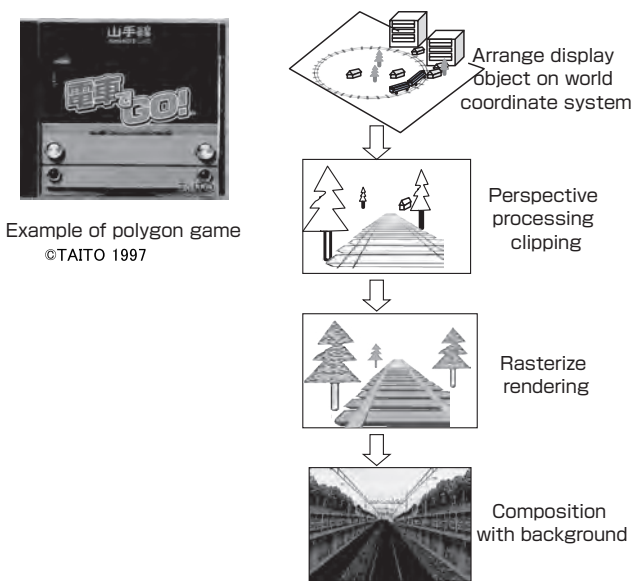 山手線
電車でGO!
Example of polygon game
©TAITO 1997
Arrange display
object on world
coordinate system
Perspective
processing
clipping
Rasterize
rendering
Composition
with background